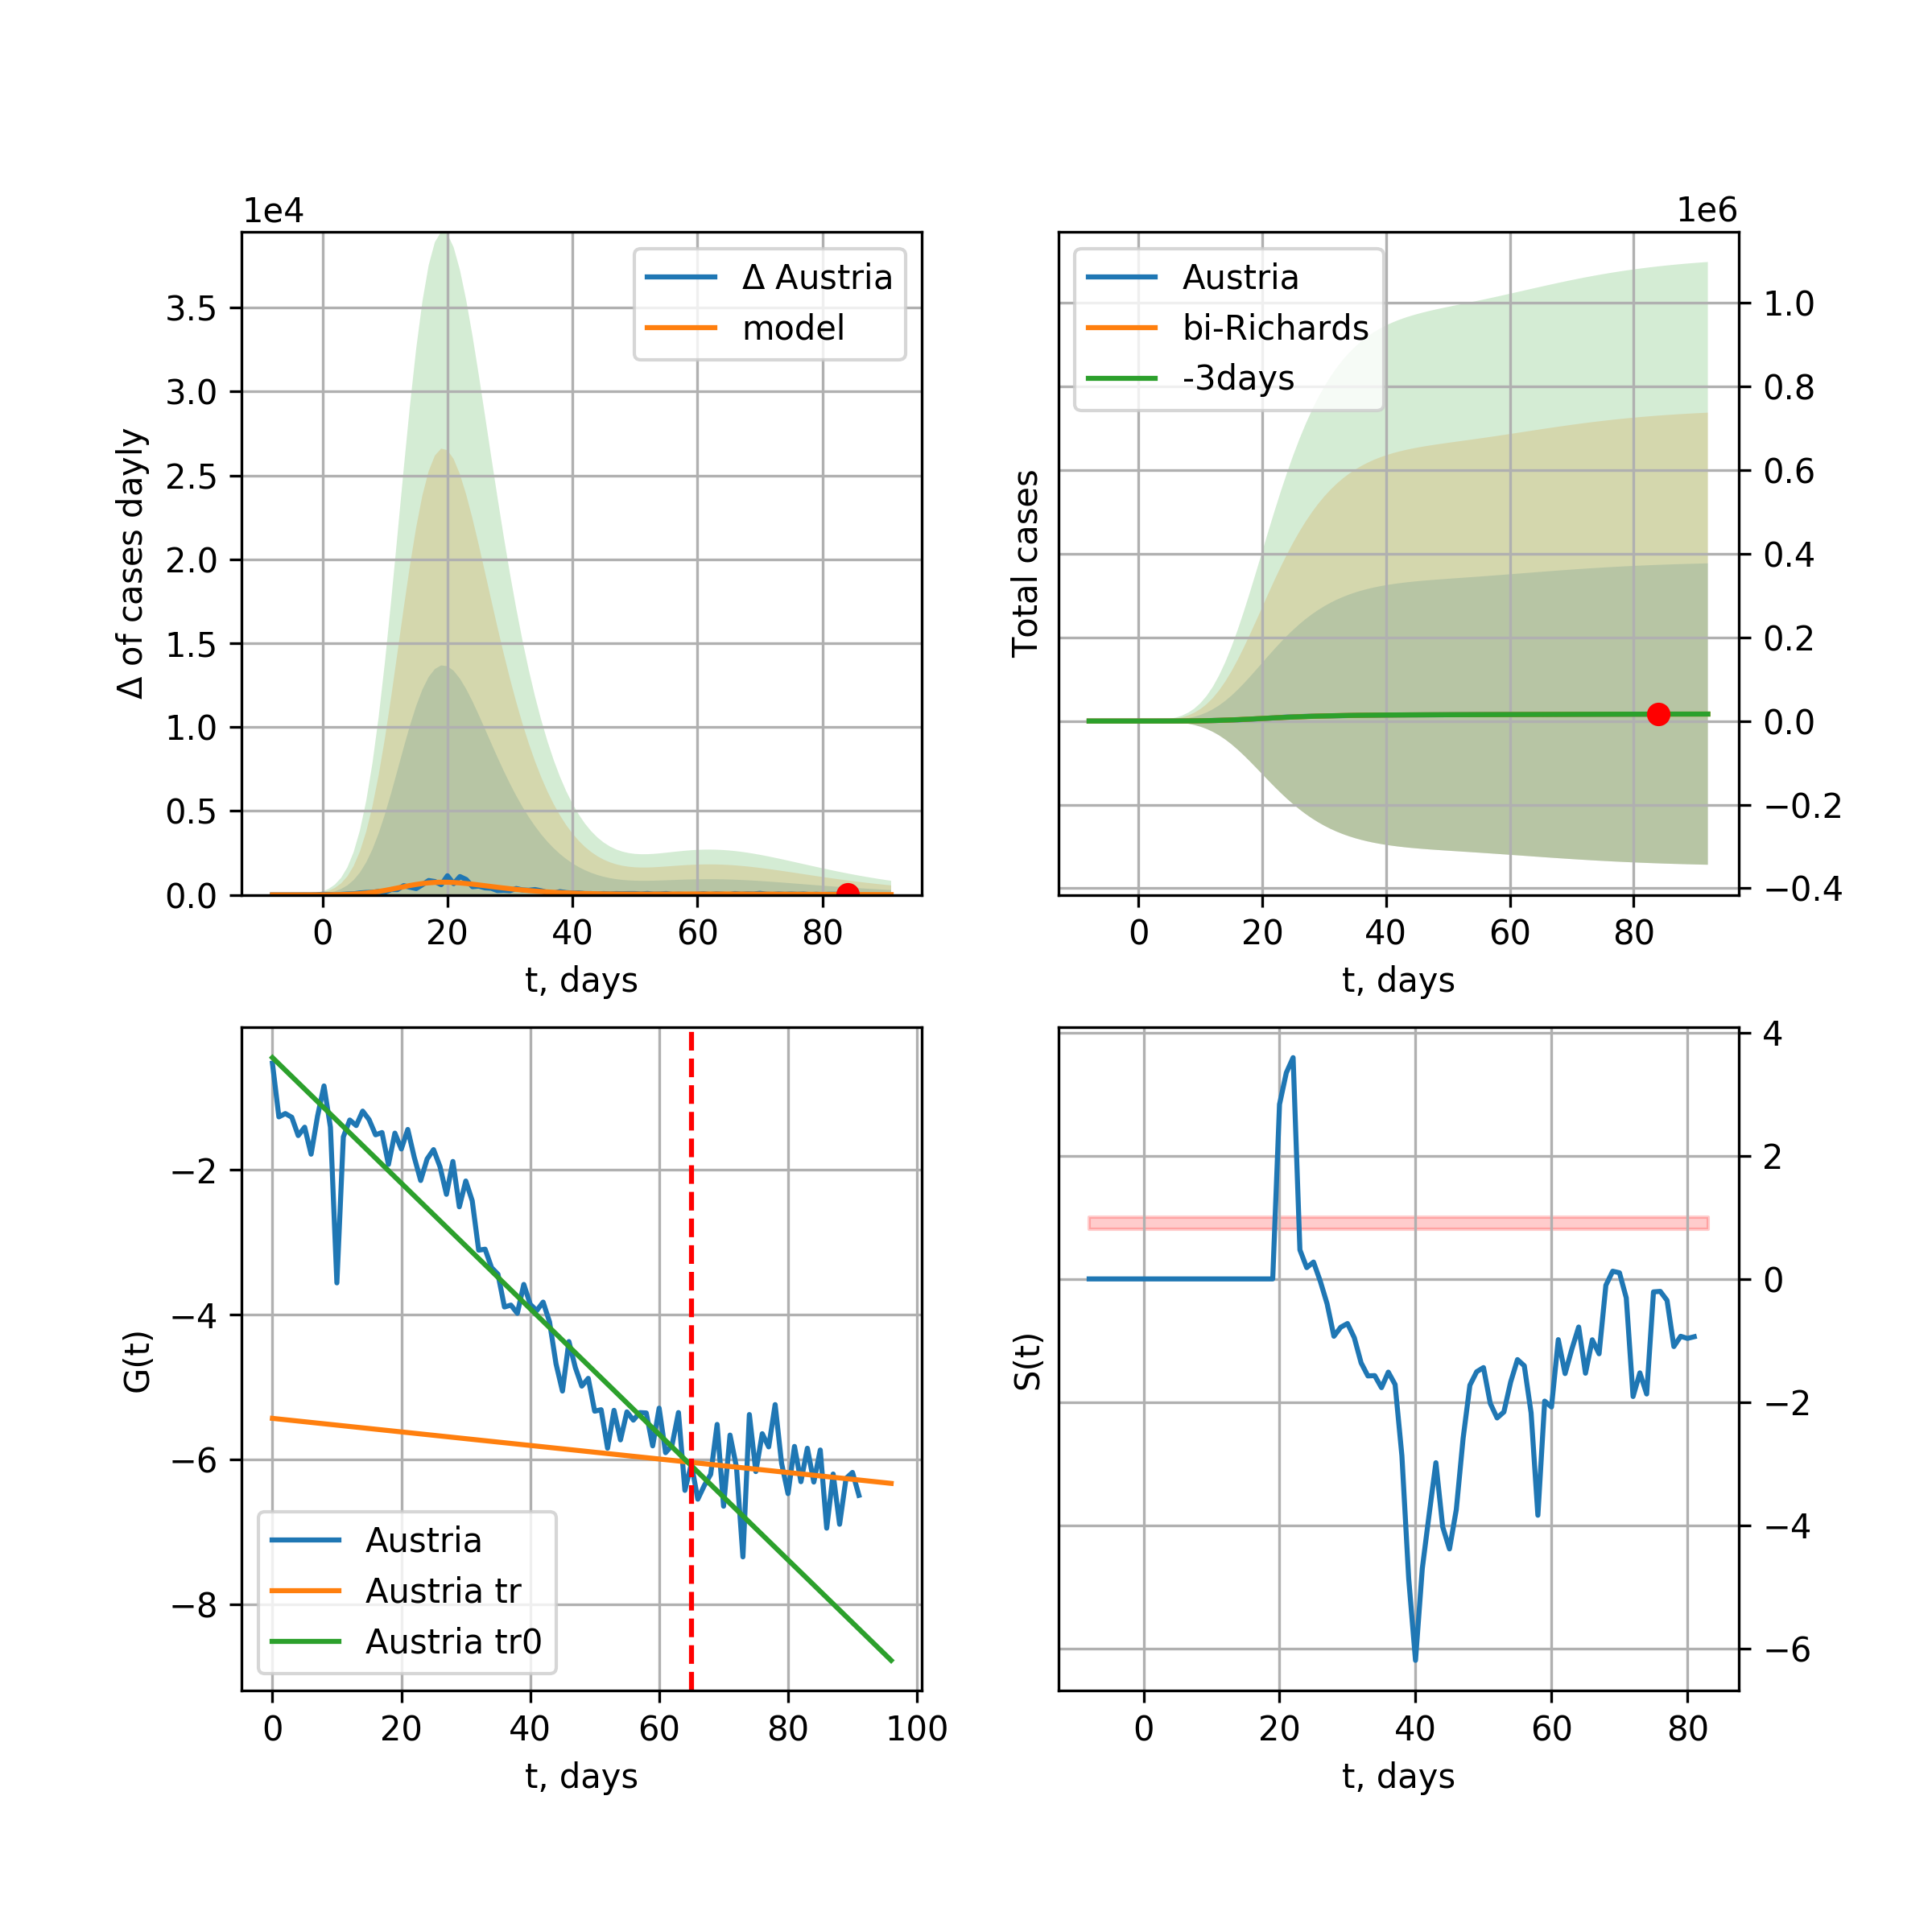 1e4
Δ of cases dayly
3.5
3.0
2.5
2.0
1.5
1.0
0.5
0.0
0 20 40 60 80
t, days
Δ Austria
model
1e6
Total cases
1.0
0.8
0.6
0.4
0.2
0.0
−0.2
−0.4
0 20 40 60 80
t, days
Austria
bi-Richards
-3days
G(t)
−2
−4
−6
−8
0 20 40 60 80 100
t, days
Austria
Austria tr
Austria tr0
S(t)
4
2
0
−2
−4
−6
0 20 40 60 80
t, days